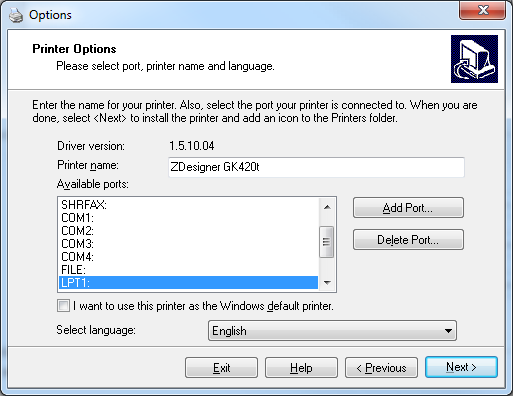 Options
Printer Options
Please select port, printer name and language.
Enter the name for your printer. Also, select the port your printer is connected to. When you are
done, select <Next> to install the printer and add an icon to the Printers folder.
Driver version: 1.5.10.04
Printer name: ZDesigner GK420t
Available ports:
SHRFAX:
COM1:
COM2:
COM3:
COM4:
FILE:
LPT1:
Add Port...
Delete Port...
I want to use this printer as the Windows default printer.
Select language: English
Exit Help < Previous Next >